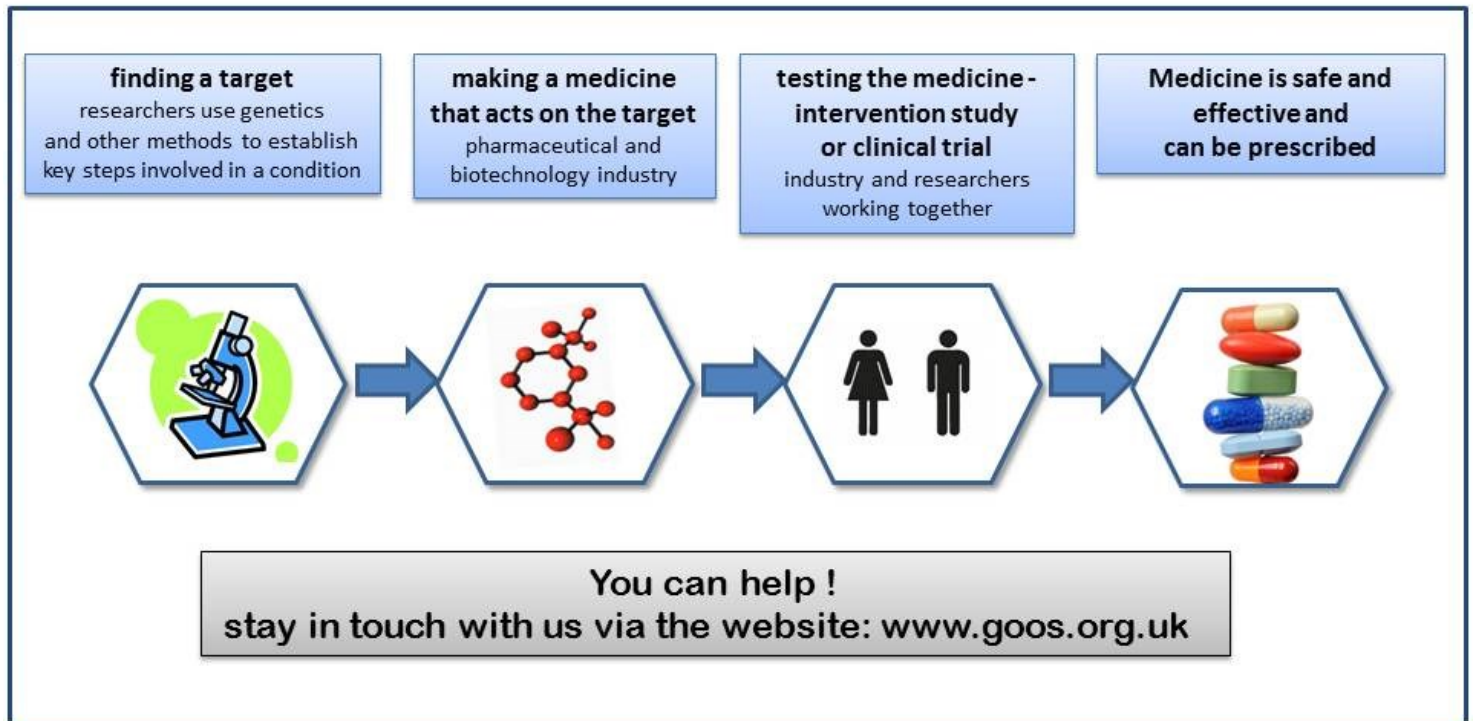 finding a target
researchers use genetics
and other methods to establish
key steps involved in a condition
making a medicine
that acts on the target
pharmaceutical and
biotechnology industry
testing the medicine -
intervention study
or clinical trial
industry and researchers
working together
Medicine is safe and
effective and
can be prescribed
You can help !
stay in touch with us via the website: www.goos.org.uk